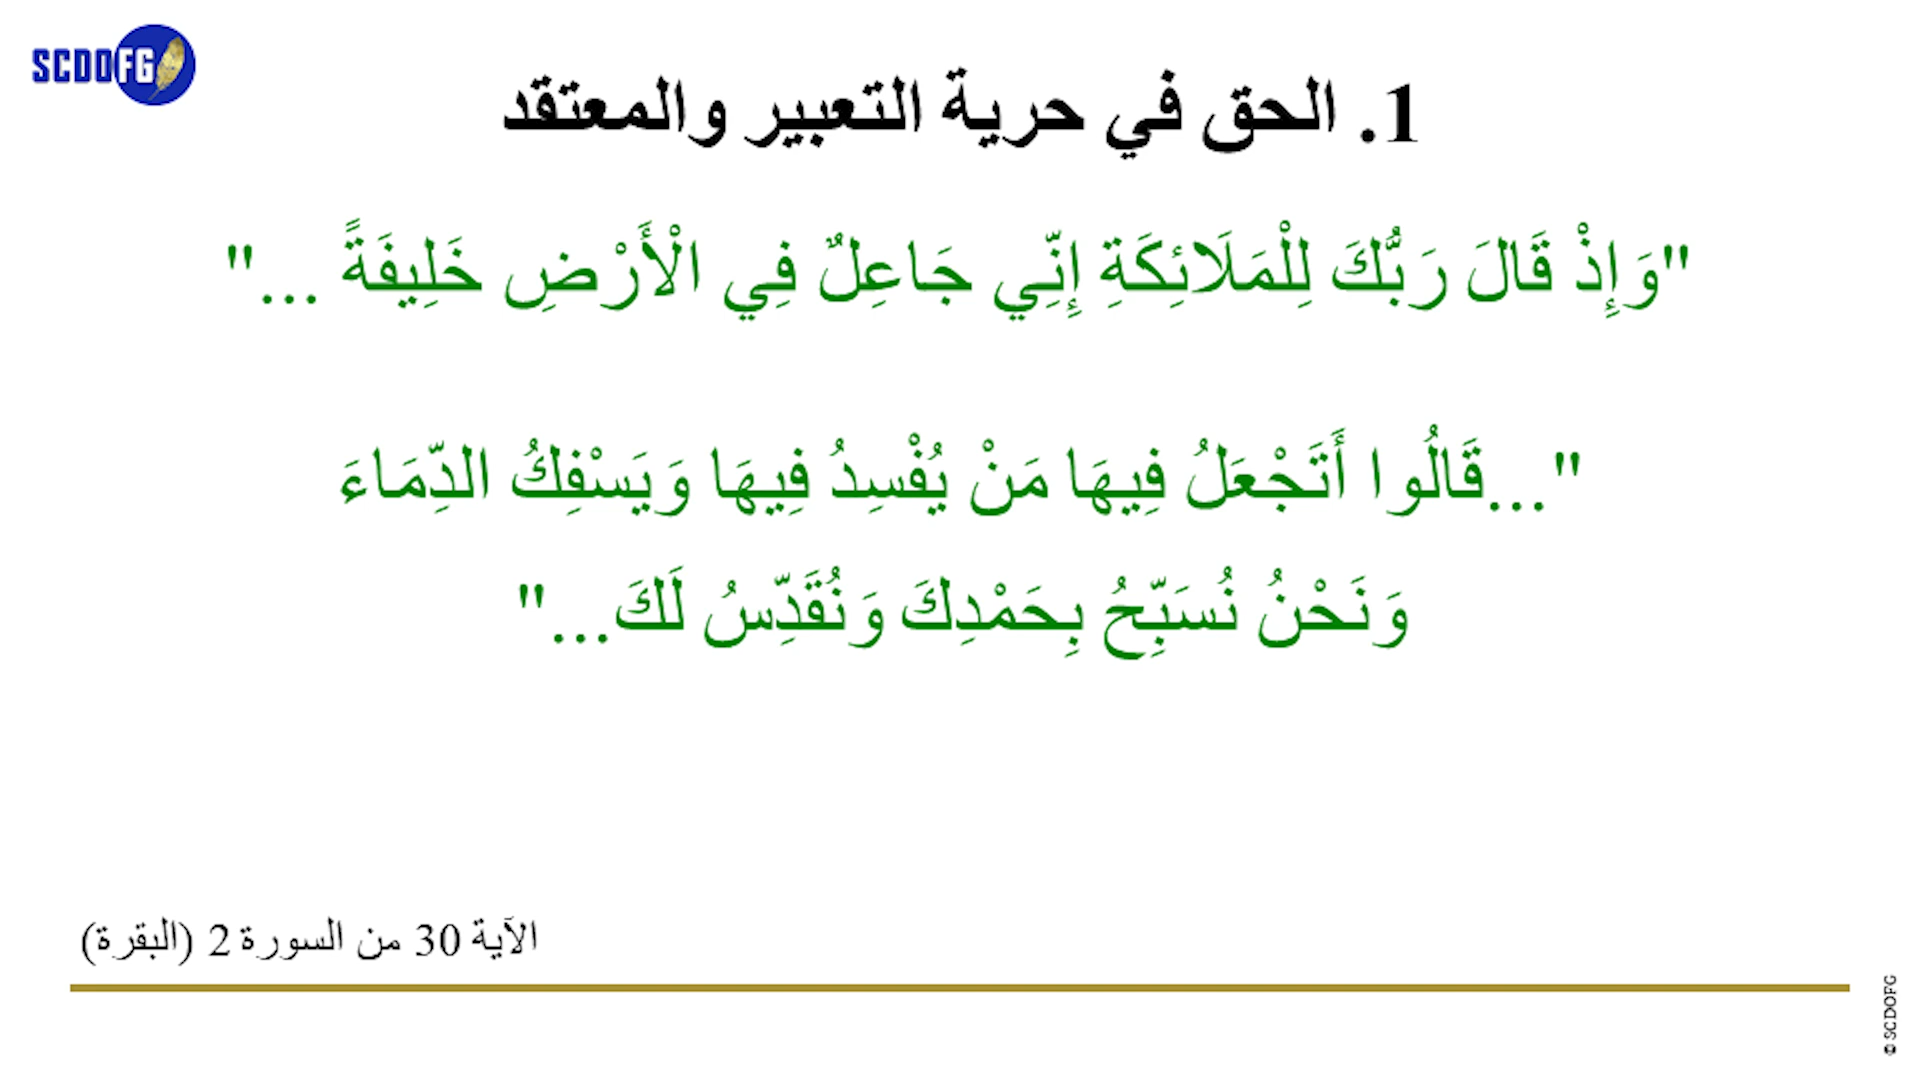 SCDOFG
1. الحق في حرية التعبير والمعتقد
"وَإِذْ قَالَ رَبُّكَ لِلْمَلَائِكَةِ إِنِّي جَاعِلٌ فِي الْأَرْضِ خَلِيفَةً ..."
"...قَالُوا أَتَجْعَلُ فِيهَا مَنْ يُفْسِدُ فِيهَا وَيَسْفِكُ الدِّمَاءَ
وَنَحْنُ نُسَبِّحُ بِحَمْدِكَ وَنُقَدِّسُ لَكَ..."
الآية 30 من السورة 2 (البقرة)
© SCDOFG